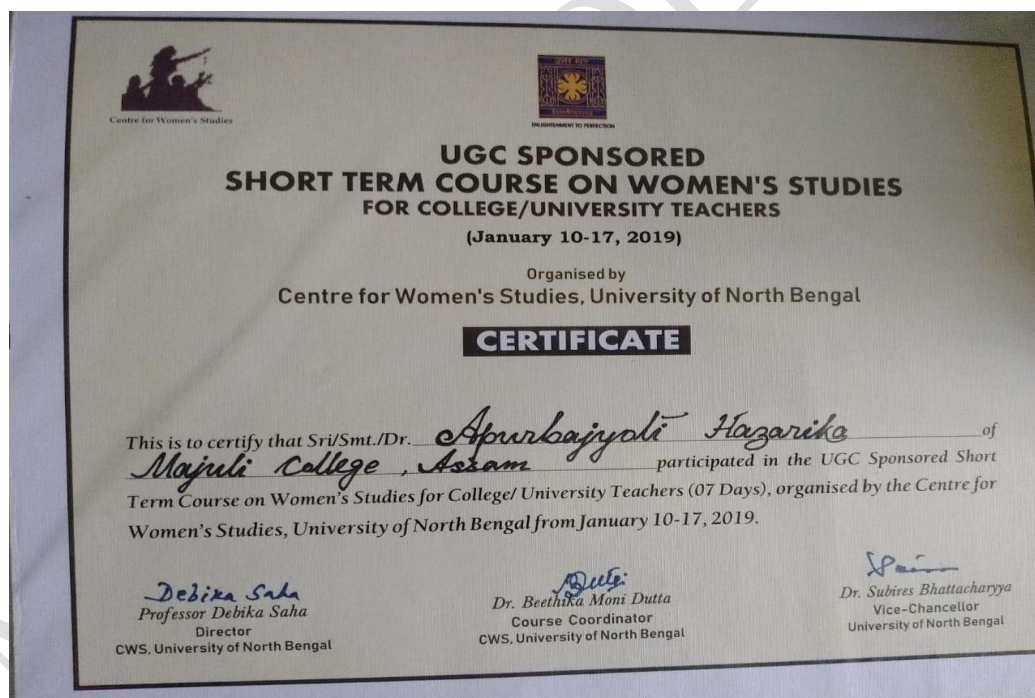 Centre for Women's Studies
ENLIGHTENMENT TO PERFECTION
UGC SPONSORED
SHORT TERM COURSE ON WOMEN'S STUDIES
FOR COLLEGE/UNIVERSITY TEACHERS
(January 10-17, 2019)
Organised by
Centre for Women's Studies, University of North Bengal
CERTIFICATE
This is to certify that Sri/Smt./Dr. Apurbajyoti Hazarika of
Majuli College, Assam participated in the UGC Sponsored Short
Term Course on Women's Studies for College/ University Teachers (07 Days), organised by the Centre for
Women's Studies, University of North Bengal from January 10-17, 2019.
Debika Saha
Professor Debika Saha
Director
CWS, University of North Bengal
Dr. Beethika Moni Dutta
Course Coordinator
CWS, University of North Bengal
Dr. Subires Bhattacharyya
Vice-Chancellor
University of North Bengal